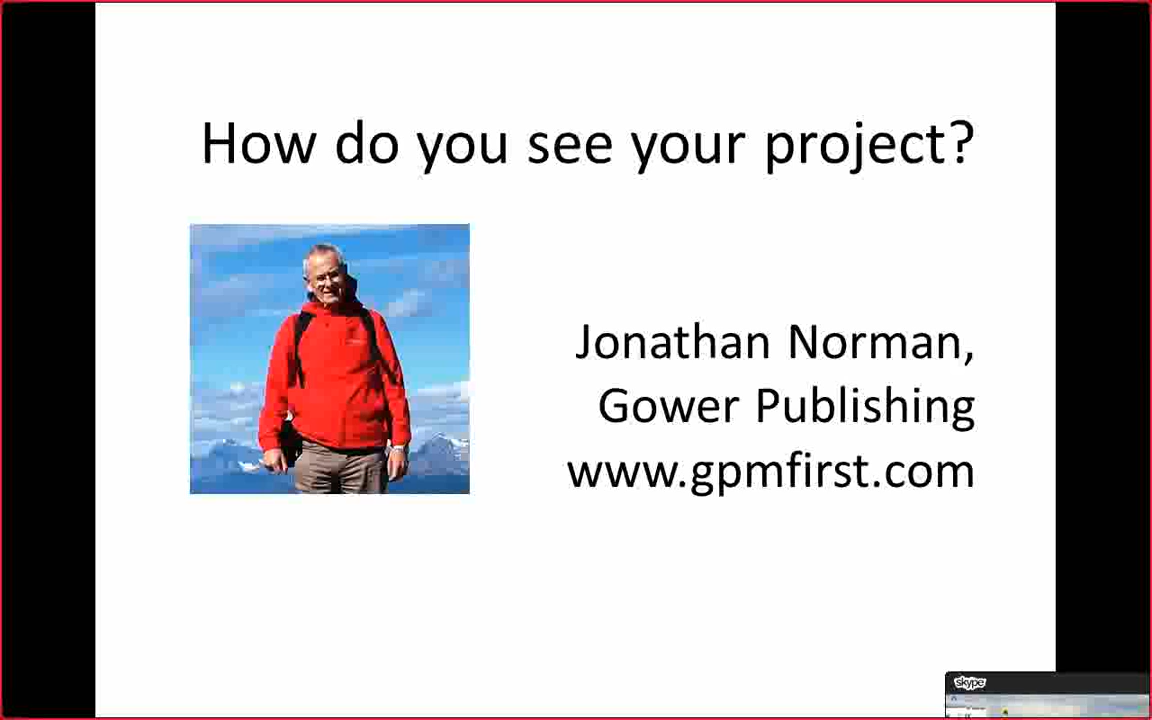 How do you see your project?
Jonathan Norman,
Gower Publishing
www.gpmfirst.com
skype